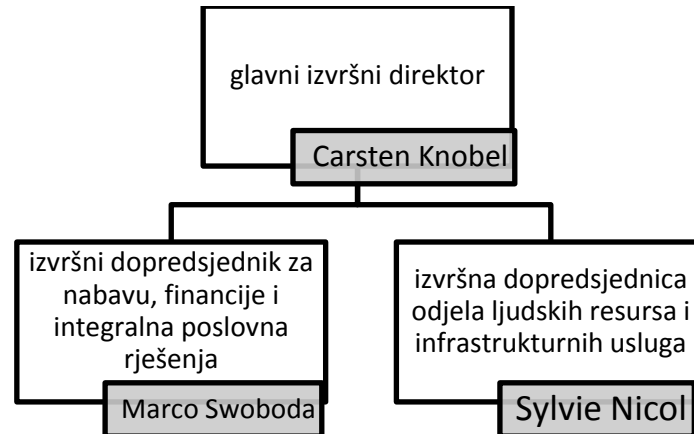 glavni izvršni direktor
Carsten Knobel
izvršni dopredsjednik za
nabavu, financije i
integralna poslovna
rješenja
Marco Swoboda
izvršna dopredsjednica
odjela ljudskih resursa i
infrastrukturnih usluga
Sylvie Nicol